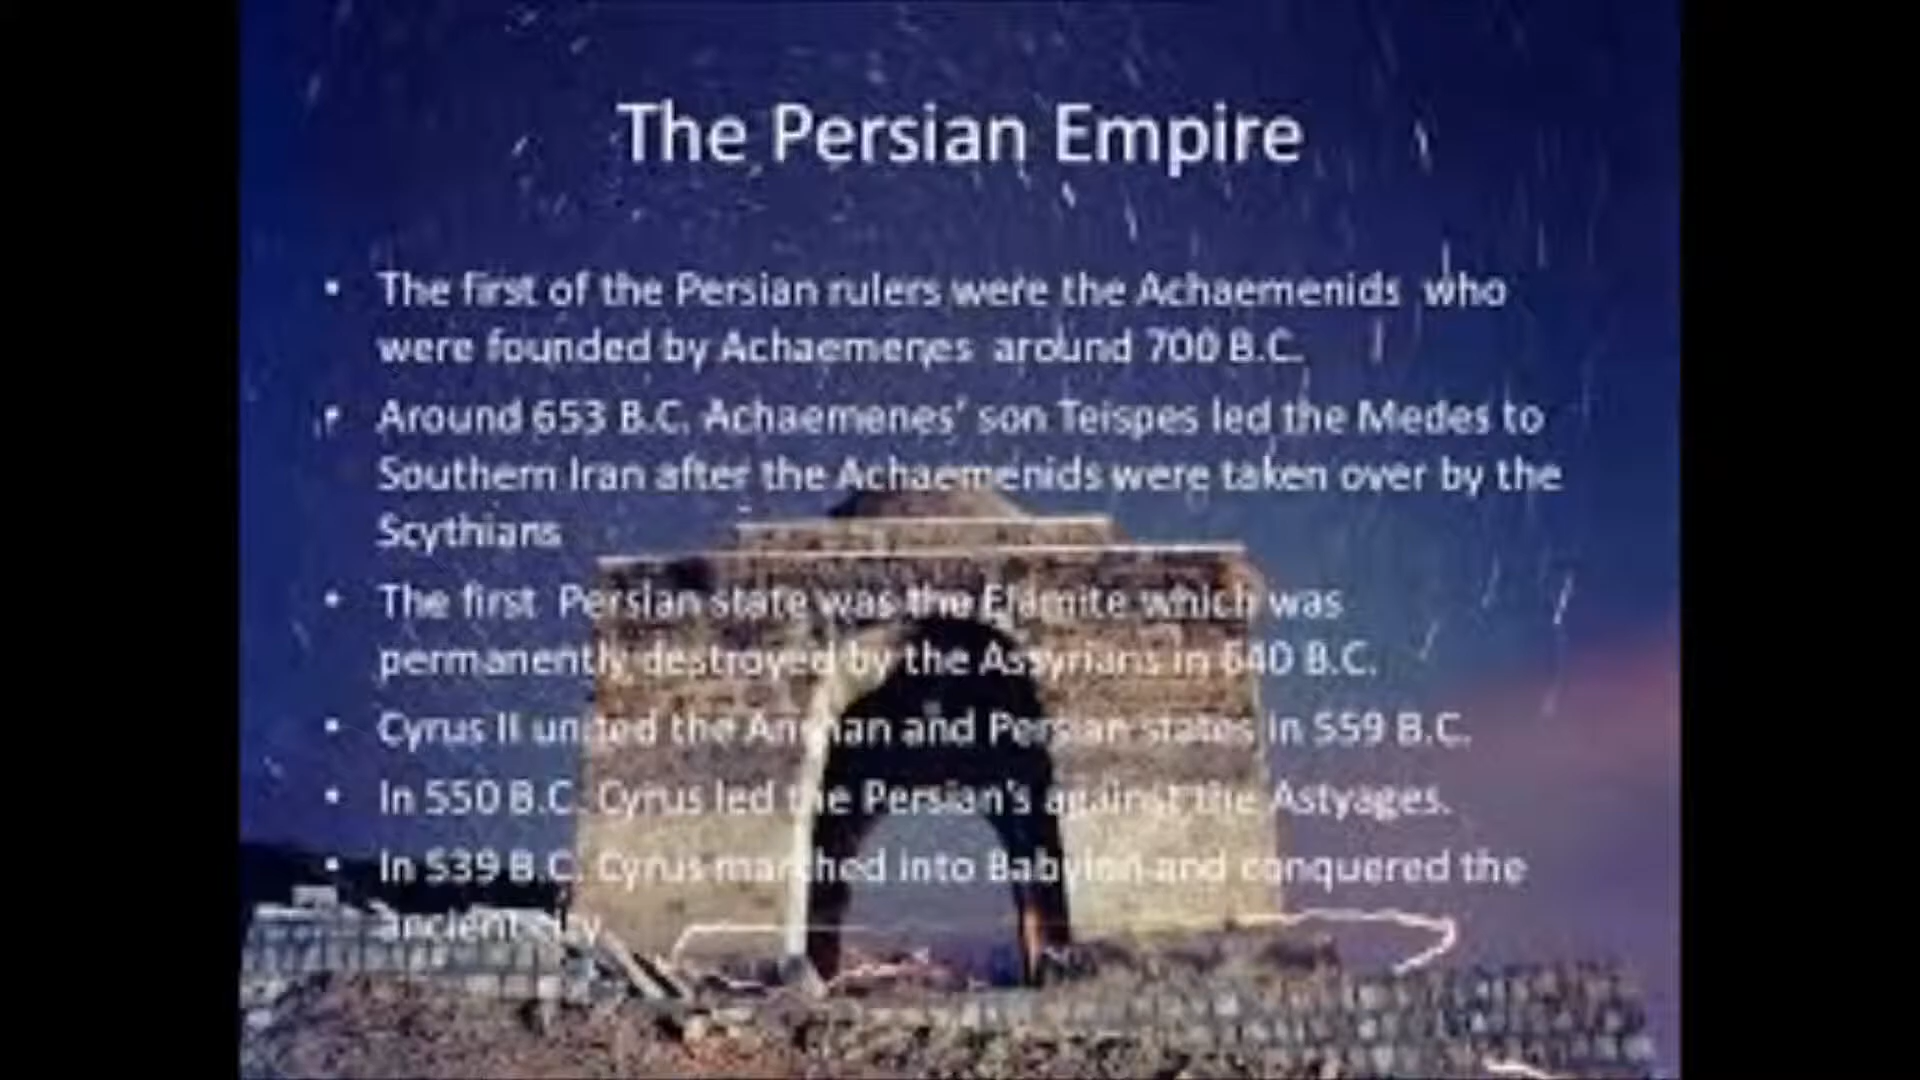 The Persian Empire
• The first of the Persian rulers were the Achaemenids who
were founded by Achaemenes around 700 B.C.
• Around 653 B.C. Achaemenes’ son Teispes led the Medes to
Southern Iran after the Achaemenids were taken over by the
Scythians
• The first Persian state was the Elamite which was
permanently destroyed by the Assyrians in 640 B.C.
• Cyrus II united the Anshan and Persian states in 559 B.C.
• In 550 B.C. Cyrus led the Persian’s against the Astyages.
• In 539 B.C. Cyrus marched into Babylon and conquered the
ancient city.